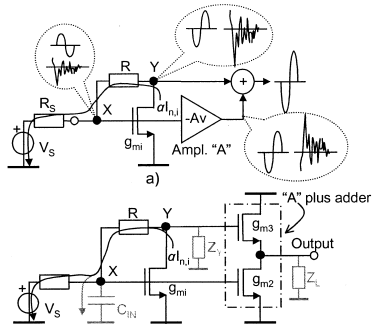 R
Y
R_S
X
αI_n,i
+
+
V_S
g_mi
-Av
Ampl. "A"
a)
"A" plus adder
R
Y
αI_n,i
Z_Y
g_m3
Output
X
+
V_S
C_IN
g_mi
g_m2
Z_L